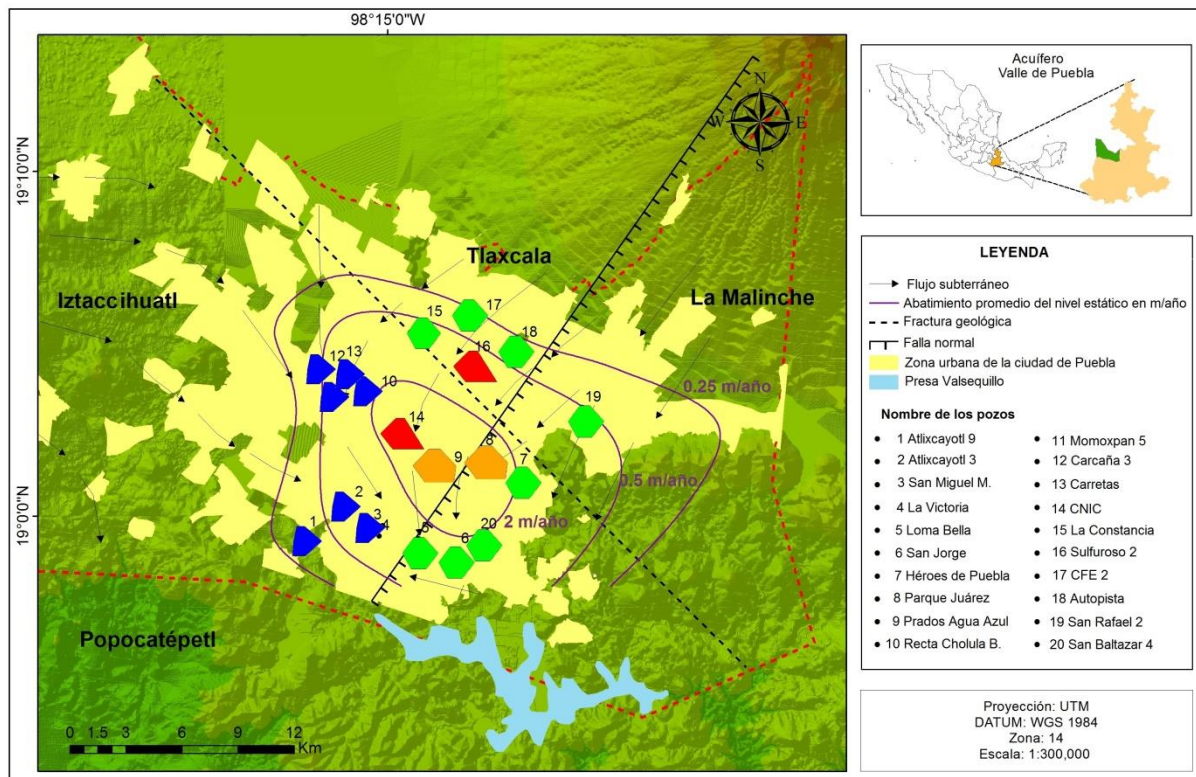 98°15'0"W
19°10'0"N
19°0'0"N
N
E
S
Tlaxcala
Iztaccihuatl
La Malinche
Popocatépetl
17
15
18
16
12
13
10
0.25 m/año
19
14
8
9
7
0.5 m/año
2
2 m/año
3
4
1
5
20
6
0 1.5 3 6 9 12
Km
Acuífero
Valle de Puebla
LEYENDA
Flujo subterráneo
Abatimiento promedio del nivel estático en m/año
Fractura geológica
Falla normal
Zona urbana de la ciudad de Puebla
Presa Valsequillo
Nombre de los pozos
1 Atlixcayotl 9
2 Atlixcayotl 3
3 San Miguel M.
4 La Victoria
5 Loma Bella
6 San Jorge
7 Héroes de Puebla
8 Parque Juárez
9 Prados Agua Azul
10 Recta Cholula B.
11 Momoxpan 5
12 Carcaña 3
13 Carretas
14 CNIC
15 La Constancia
16 Sulfuroso 2
17 CFE 2
18 Autopista
19 San Rafael 2
20 San Baltazar 4
Proyección: UTM
DATUM: WGS 1984
Zona: 14
Escala: 1:300,000